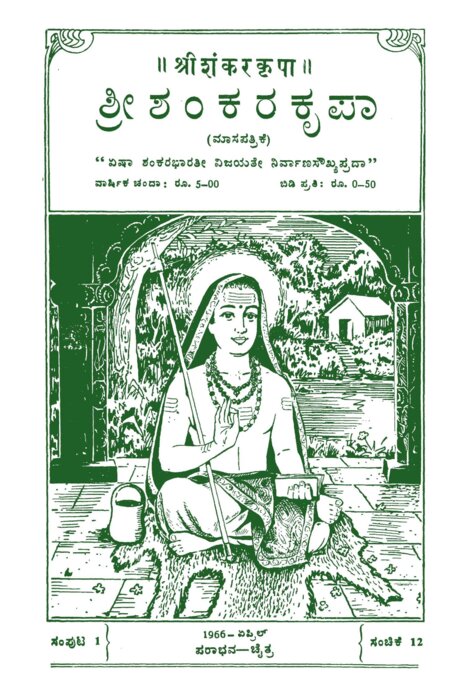 ॥ श्रीशंकरकृपा ॥
ಶ್ರೀ ಶಂಕರಕೃಪಾ
(ಮಾಸಪತ್ರಿಕೆ)
“ಏಷಾ ಶಂಕರಭಾರತೀ ವಿಜಯತೇ ನಿರ್ವಾಣಸೌಖ್ಯಪ್ರದಾ”
ವಾರ್ಷಿಕ ಚಂದಾ: ರೂ. 5-00 ಬಿಡಿ ಪ್ರತಿ: ರೂ. 0-50
ಸಂಪುಟ 1
1966-ಏಪ್ರಿಲ್
ಪರಾಭವ—ಚೈತ್ರ
ಸಂಚಿಕೆ 12